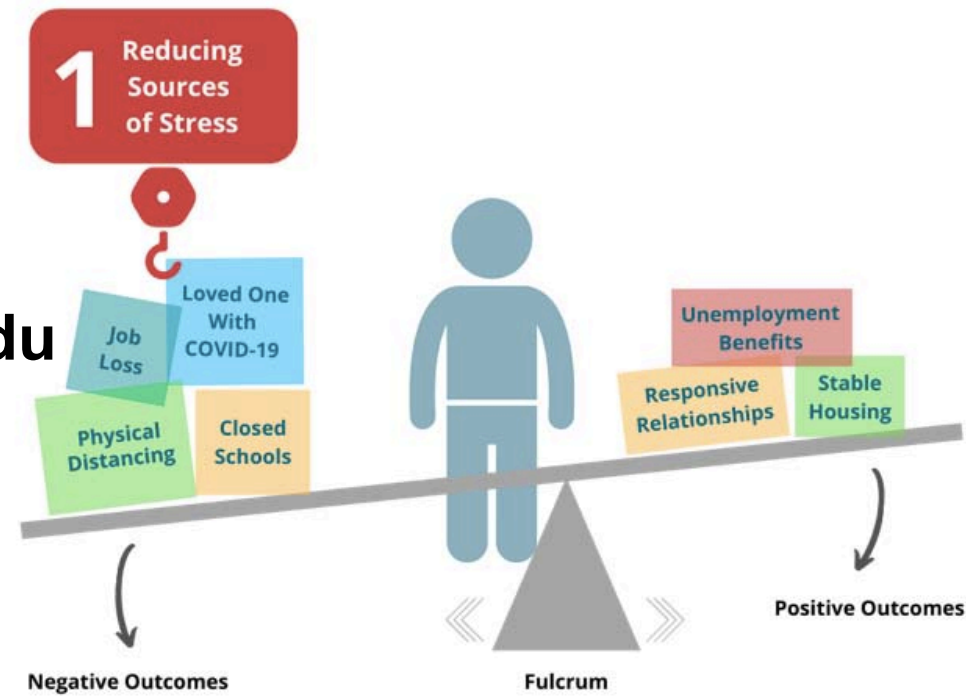 1
Reducing
Sources
of Stress
du
Loved One
With
COVID-19
Job
Loss
Physical
Distancing
Closed
Schools
Unemployment
Benefits
Responsive
Relationships
Stable
Housing
Positive Outcomes
Negative Outcomes
Fulcrum